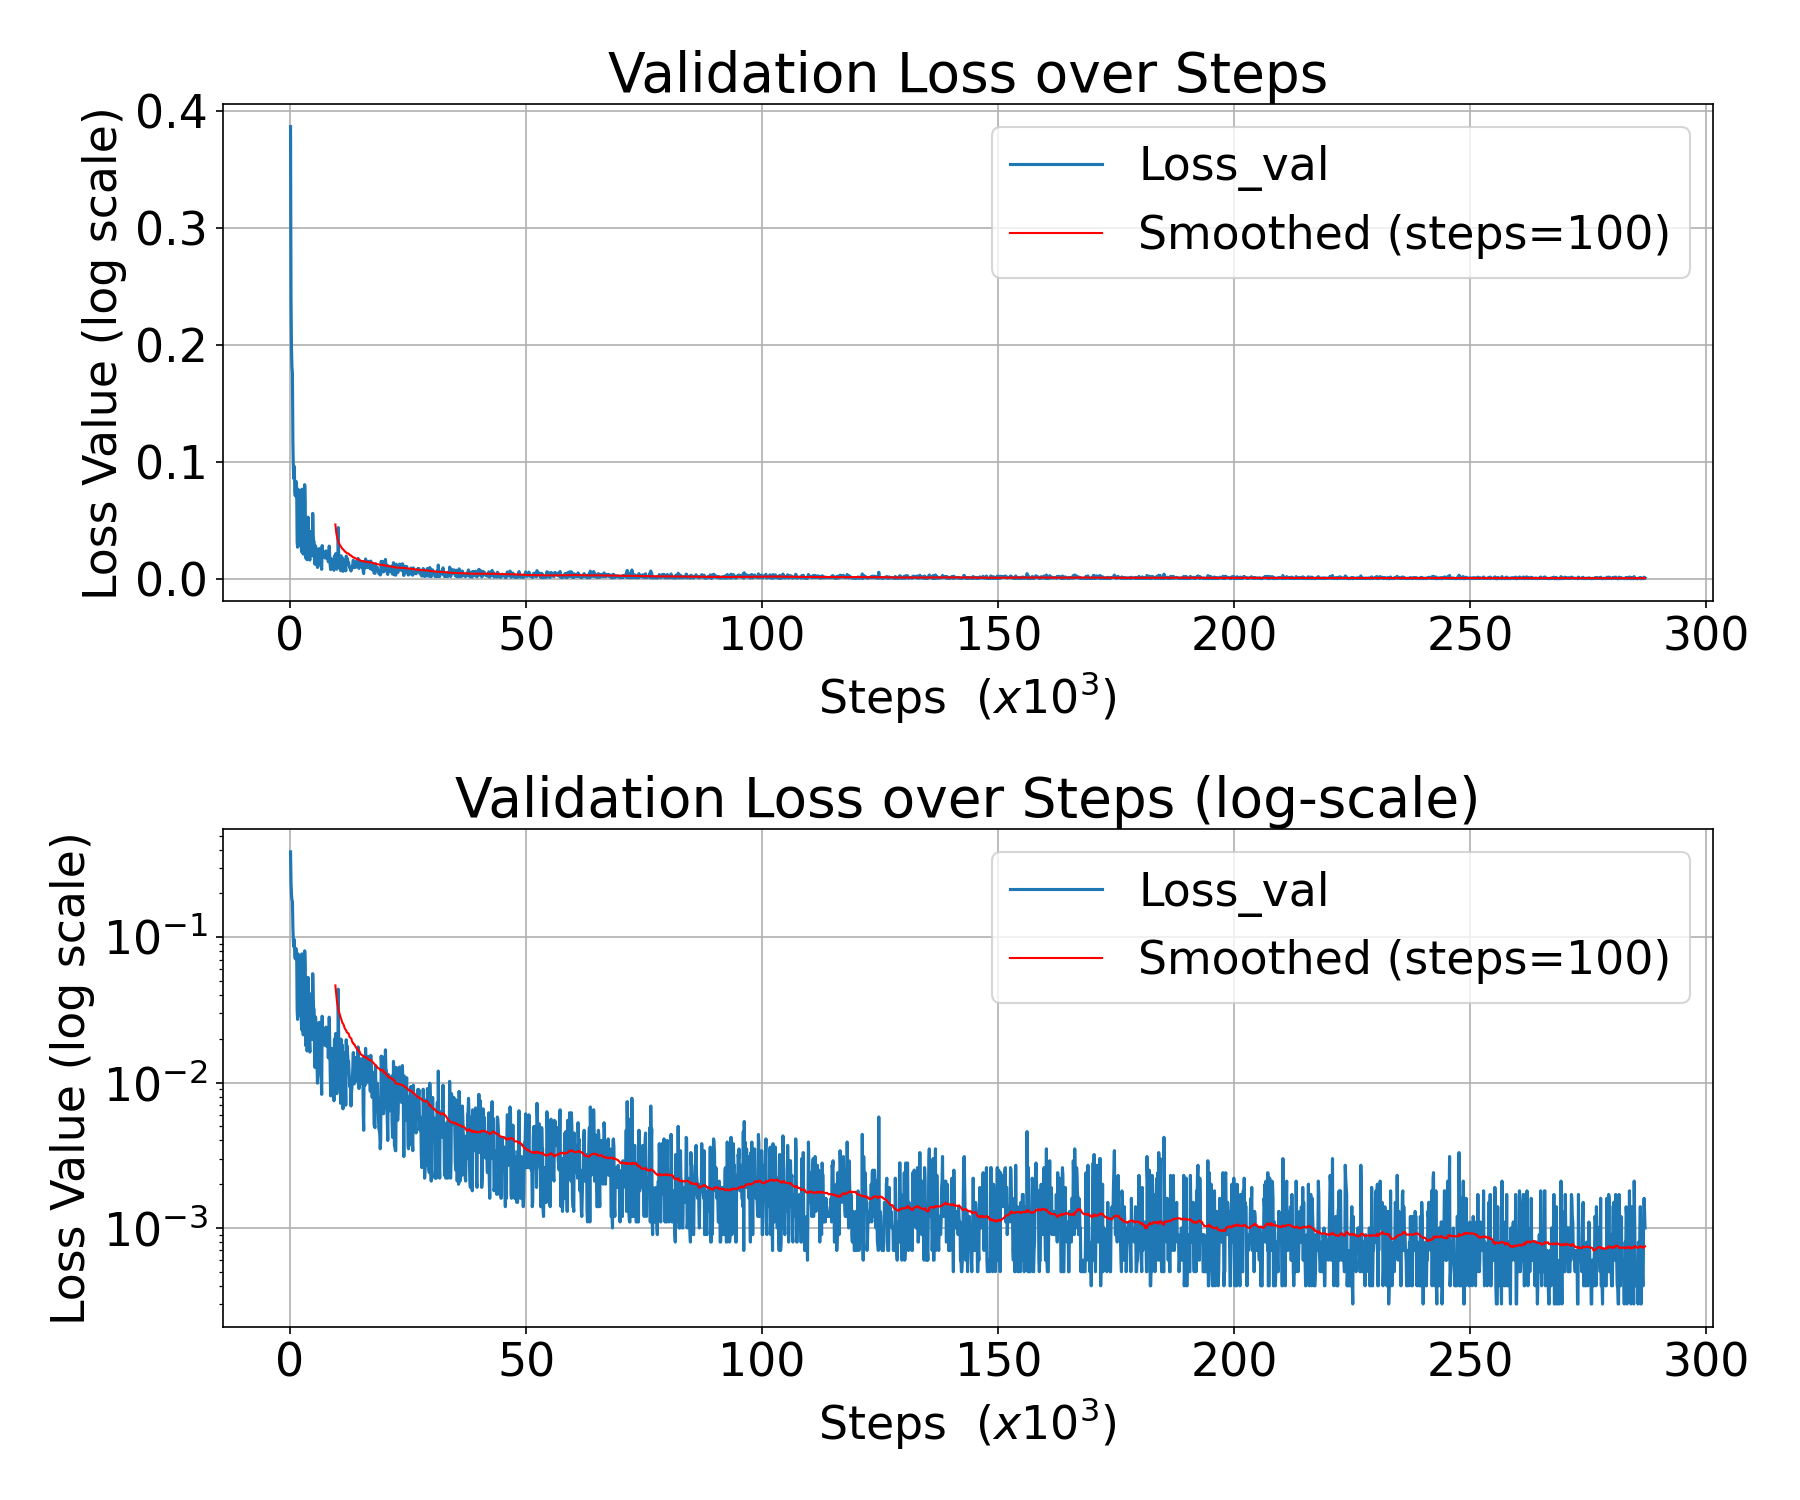 Validation Loss over Steps
Loss Value (log scale)
0.4
0.3
0.2
0.1
0.0
Loss_val
Smoothed (steps=100)
0 50 100 150 200 250 300
Steps (x10³)
Validation Loss over Steps (log-scale)
Loss Value (log scale)
10⁻¹
10⁻²
10⁻³
Loss_val
Smoothed (steps=100)
0 50 100 150 200 250 300
Steps (x10³)